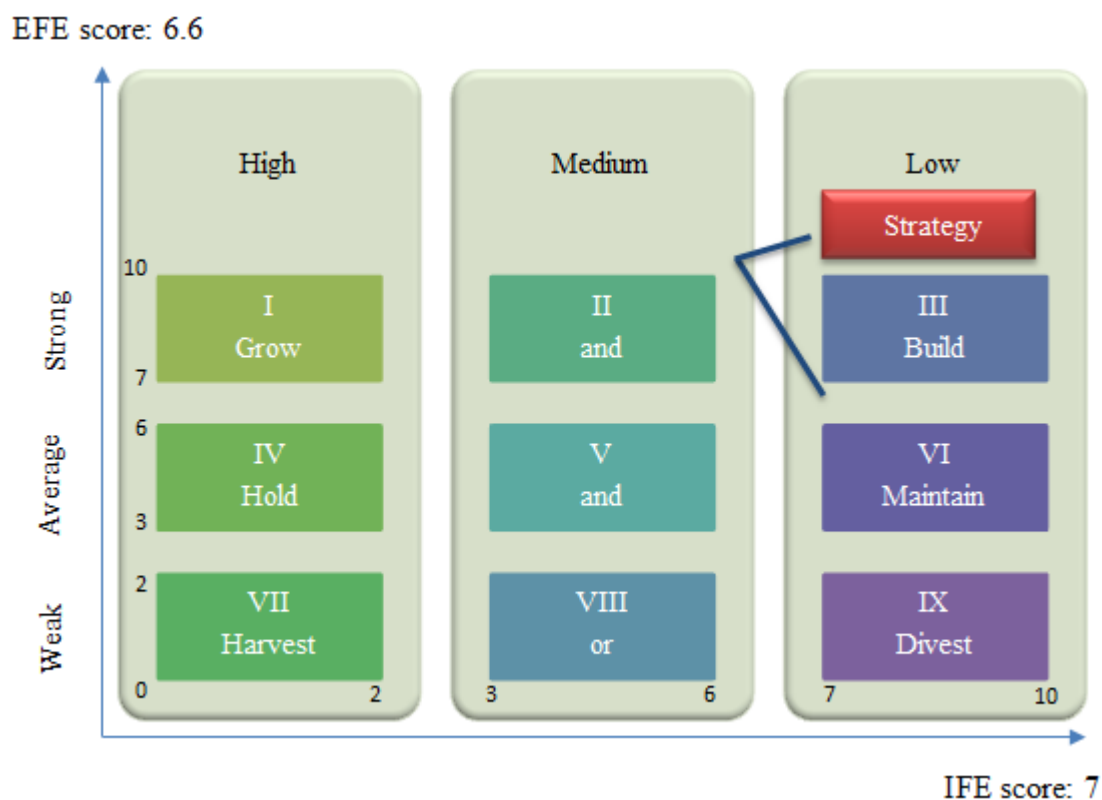 EFE score: 6.6
High
Medium
Low
Strategy
10
Strong
I
Grow
II
and
III
Build
7
6
Average
IV
Hold
V
and
VI
Maintain
3
2
Weak
VII
Harvest
VIII
or
IX
Divest
0
2
3
6
7
10
IFE score: 7